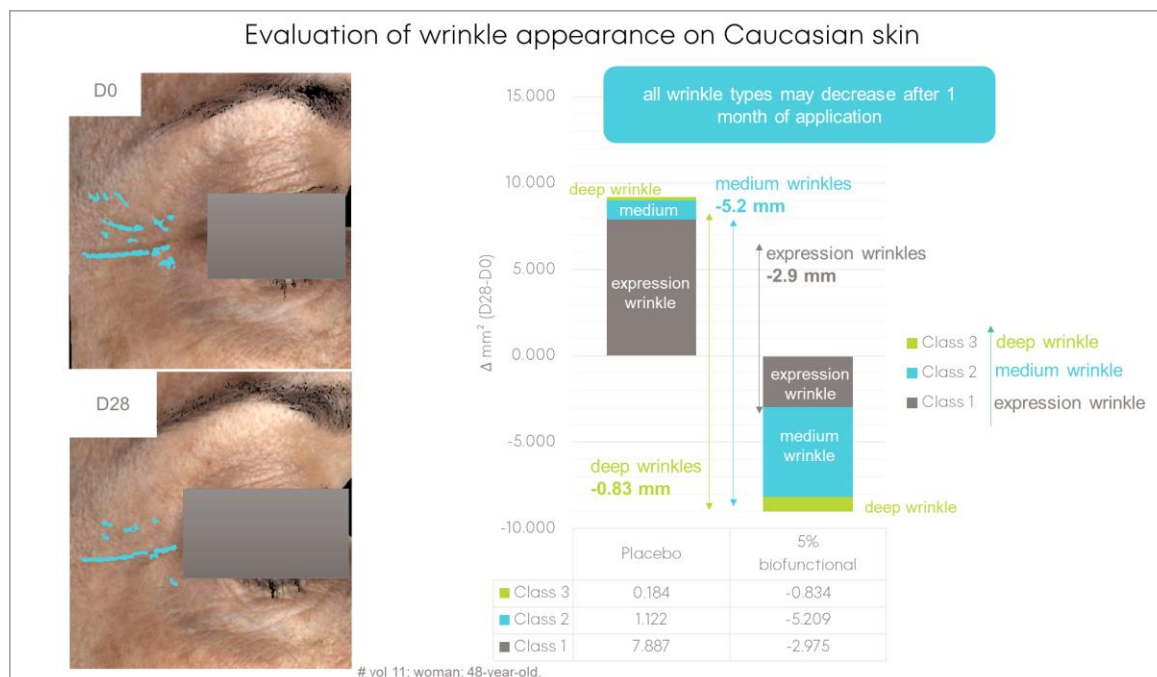 Evaluation of wrinkle appearance on Caucasian skin
D0
D28
# vol 11; woman; 48-year-old.
all wrinkle types may decrease after 1
month of application
Δ mm² (D28-D0)
15.000
10.000
5.000
0.000
-5.000
-10.000
deep wrinkle
medium
expression
wrinkle
medium wrinkles
-5.2 mm
expression wrinkles
-2.9 mm
deep wrinkles
-0.83 mm
expression
wrinkle
medium
wrinkle
deep wrinkle
Class 3 deep wrinkle
Class 2 medium wrinkle
Class 1 expression wrinkle
Placebo 5%
biofunctional
Class 3 0.184 -0.834
Class 2 1.122 -5.209
Class 1 7.887 -2.975